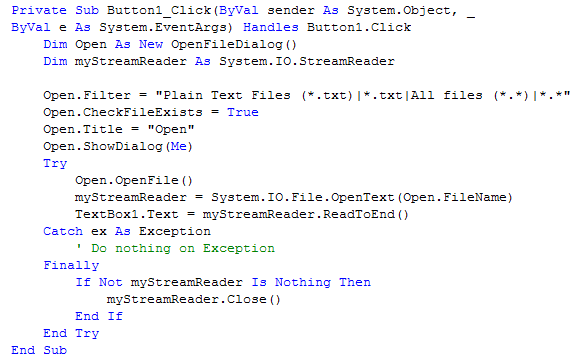 Private Sub Button1_Click(ByVal sender As System.Object, _
ByVal e As System.EventArgs) Handles Button1.Click
    Dim Open As New OpenFileDialog()
    Dim myStreamReader As System.IO.StreamReader

    Open.Filter = "Plain Text Files (*.txt)|*.txt|All files (*.*)|*.*"
    Open.CheckFileExists = True
    Open.Title = "Open"
    Open.ShowDialog(Me)
    Try
        Open.OpenFile()
        myStreamReader = System.IO.File.OpenText(Open.FileName)
        TextBox1.Text = myStreamReader.ReadToEnd()
    Catch ex As Exception
        ' Do nothing on Exception
    Finally
        If Not myStreamReader Is Nothing Then
            myStreamReader.Close()
        End If
    End Try
End Sub